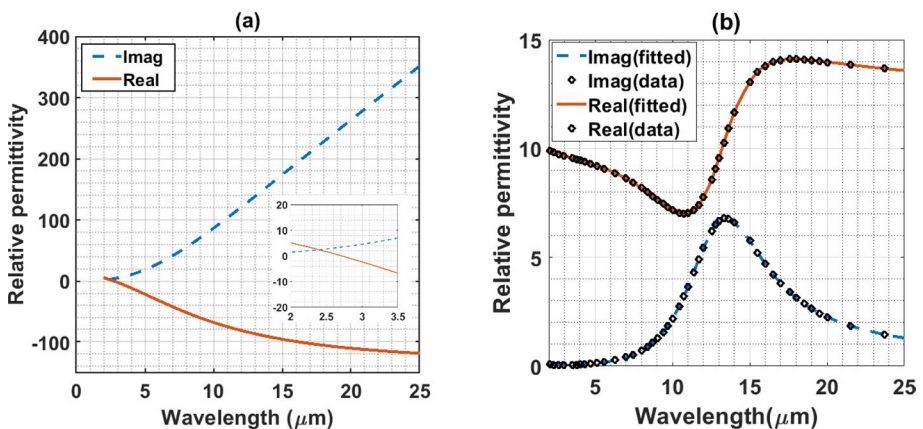 (a)
400
300
200
100
0
-100
0
5
10
15
20
25
Relative permittivity
Wavelength (μm)
Imag
Real
20
10
0
-10
-20
2
2.5
3
3.5
(b)
15
10
5
0
5
10
15
20
25
Relative permittivity
Wavelength(μm)
Imag(fitted)
Imag(data)
Real(fitted)
Real(data)